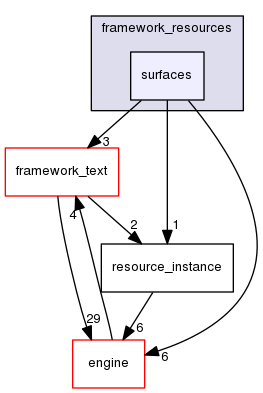 framework_resources
surfaces
3
framework_text
2
1
4
resource_instance
29
6
engine
6